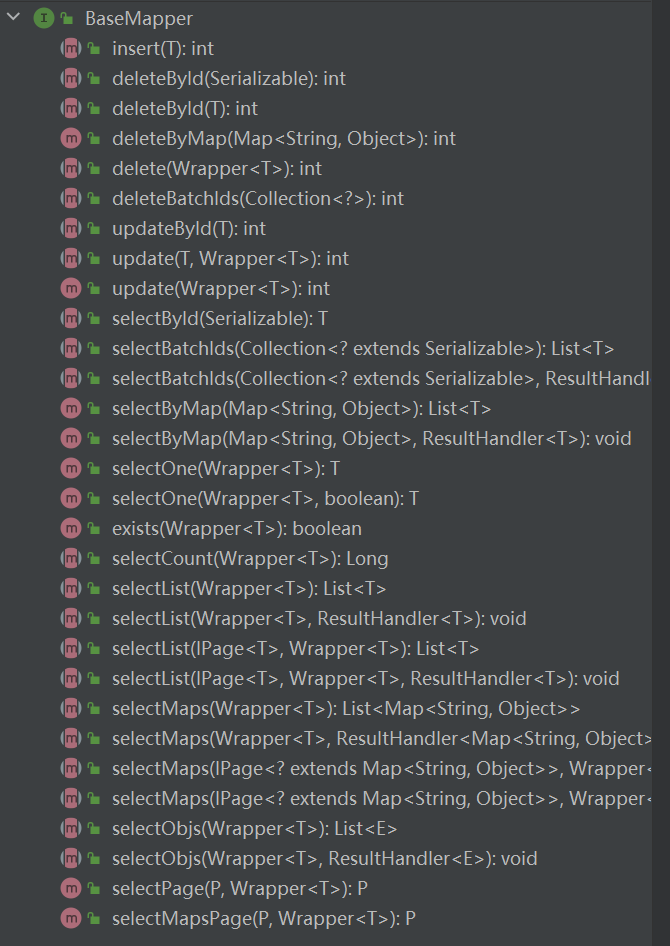 BaseMapper
insert(T): int
deleteById(Serializable): int
deleteById(T): int
deleteByMap(Map<String, Object>): int
delete(Wrapper<T>): int
deleteBatchIds(Collection<?>): int
updateById(T): int
update(T, Wrapper<T>): int
update(Wrapper<T>): int
selectById(Serializable): T
selectBatchIds(Collection<? extends Serializable>): List<T>
selectBatchIds(Collection<? extends Serializable>, ResultHandl
selectByMap(Map<String, Object>): List<T>
selectByMap(Map<String, Object>, ResultHandler<T>): void
selectOne(Wrapper<T>): T
selectOne(Wrapper<T>, boolean): T
exists(Wrapper<T>): boolean
selectCount(Wrapper<T>): Long
selectList(Wrapper<T>): List<T>
selectList(Wrapper<T>, ResultHandler<T>): void
selectList(IPage<T>, Wrapper<T>): List<T>
selectList(IPage<T>, Wrapper<T>, ResultHandler<T>): void
selectMaps(Wrapper<T>): List<Map<String, Object>>
selectMaps(Wrapper<T>, ResultHandler<Map<String, Object>
selectMaps(IPage<? extends Map<String, Object>>, Wrapper<
selectMaps(IPage<? extends Map<String, Object>>, Wrapper<
selectObjs(Wrapper<T>): List<E>
selectObjs(Wrapper<T>, ResultHandler<E>): void
selectPage(P, Wrapper<T>): P
selectMapsPage(P, Wrapper<T>): P